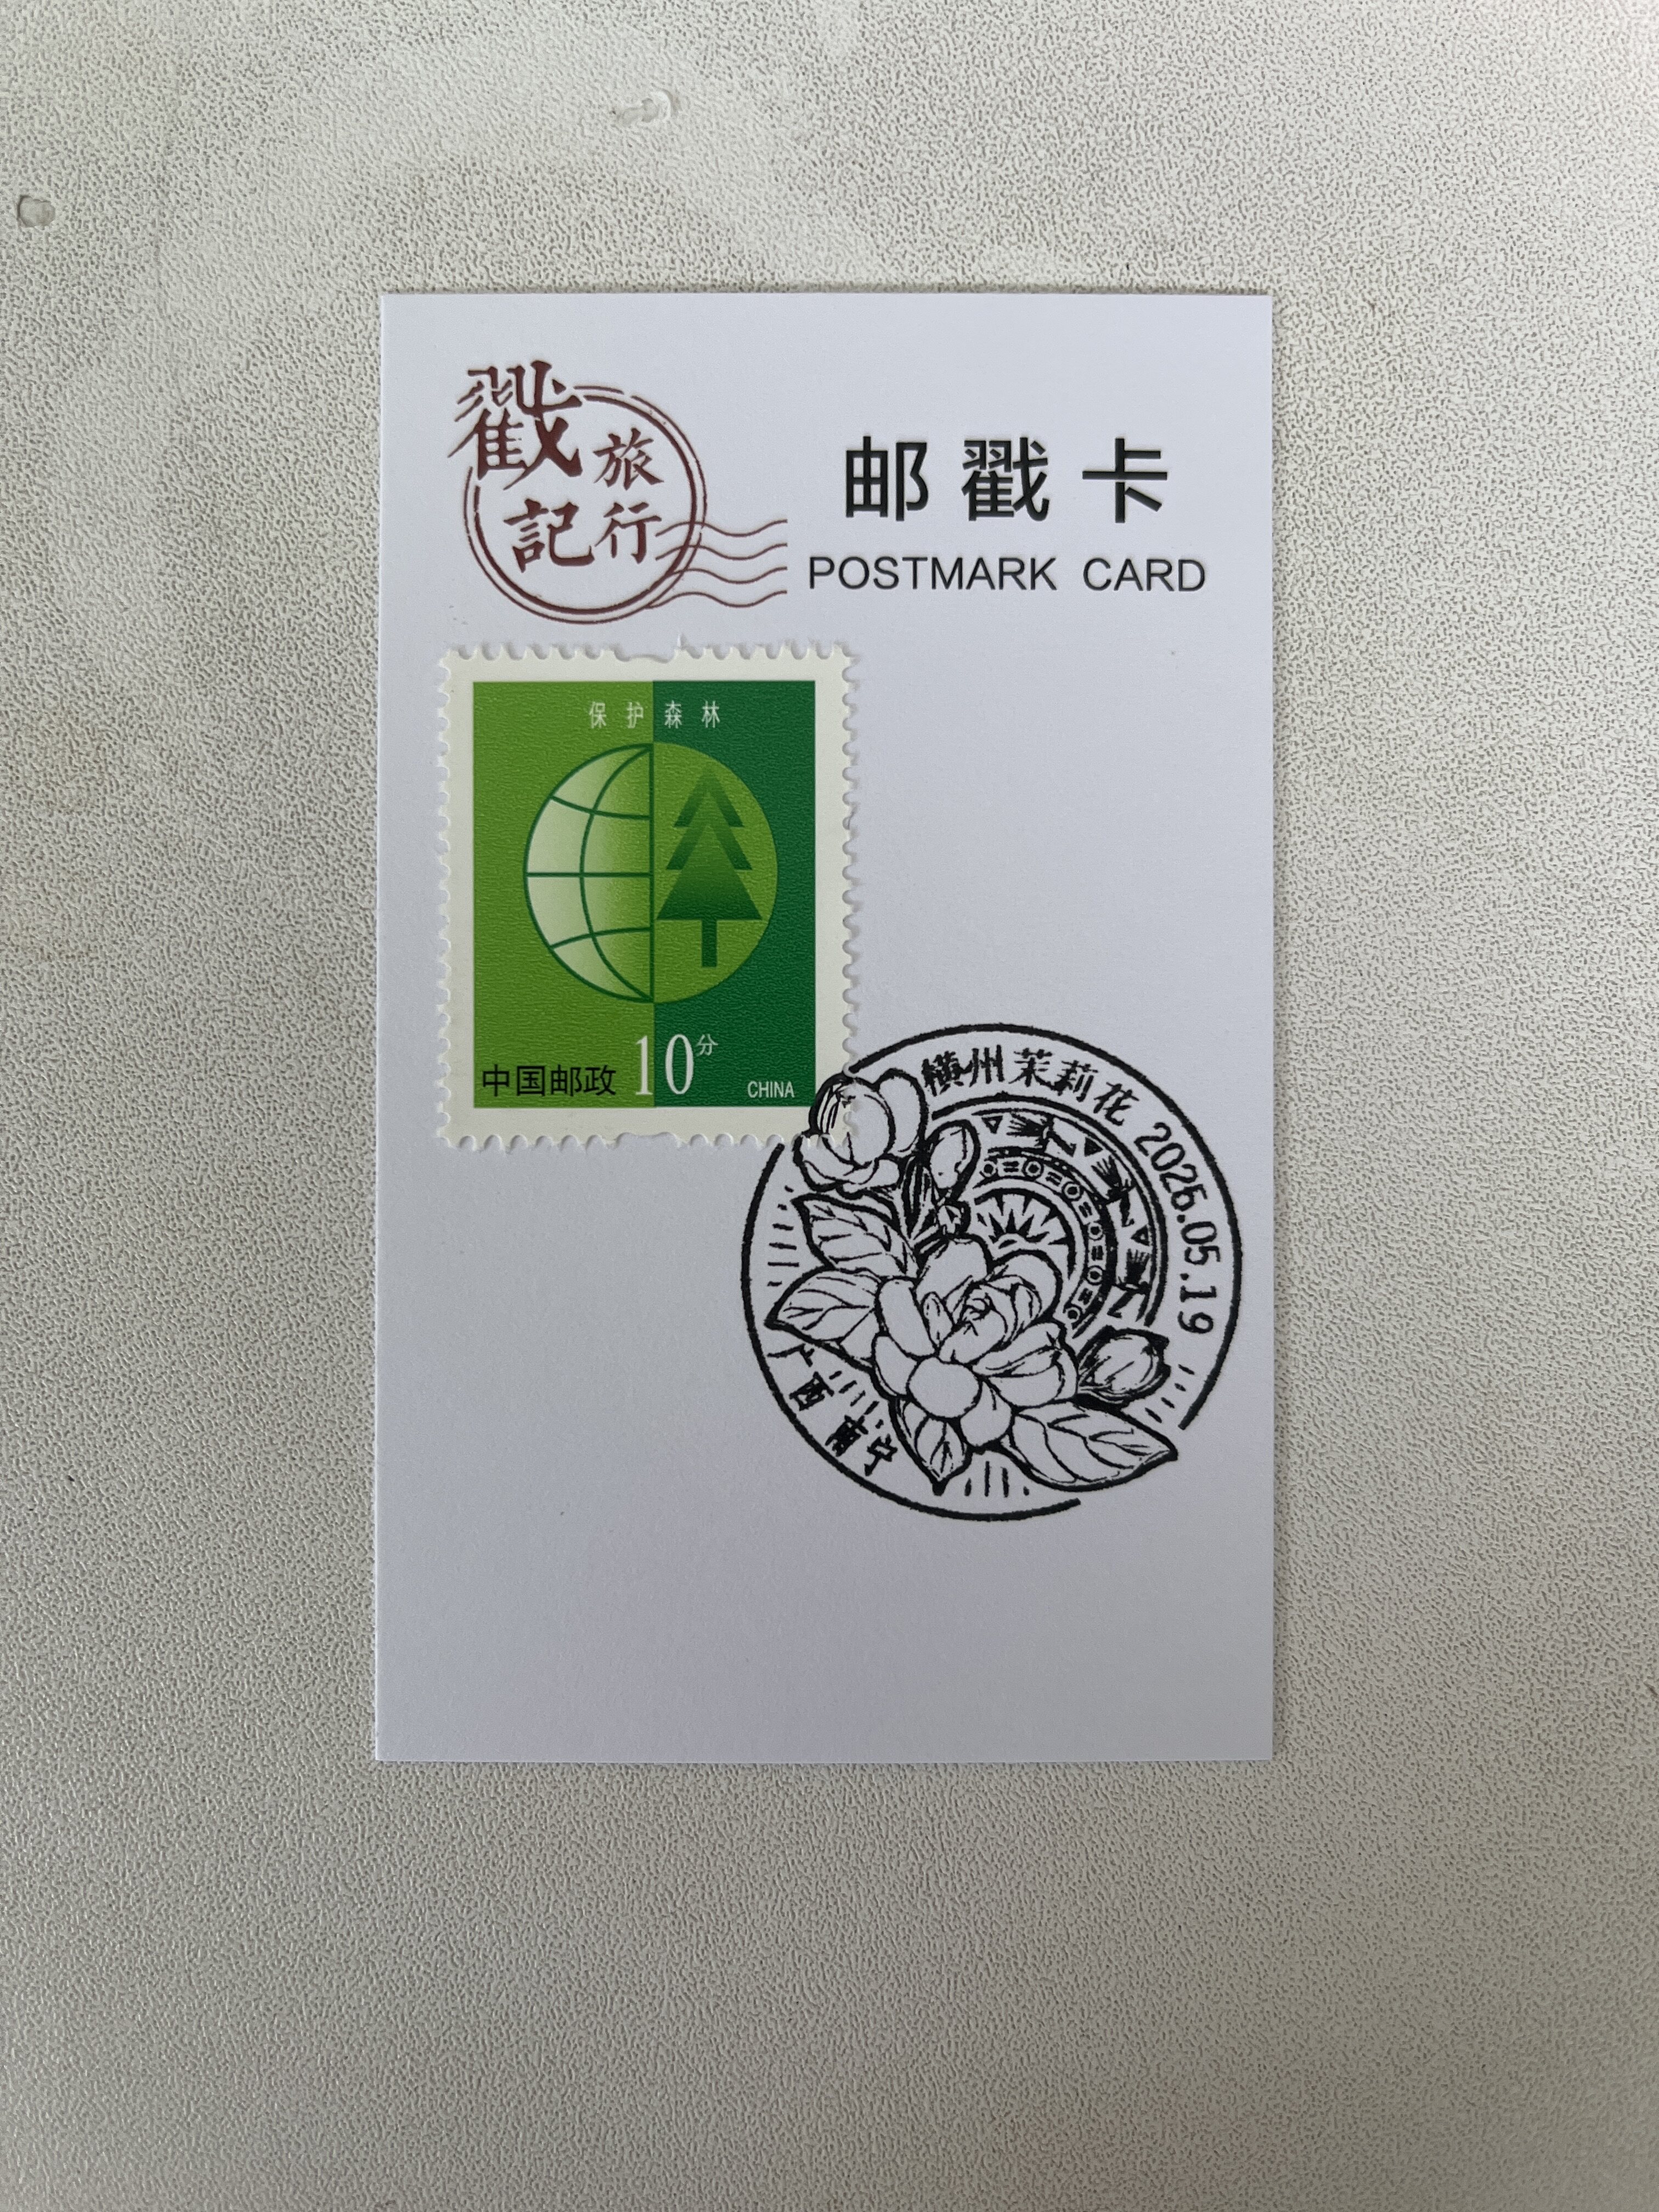 戳
旅行
記
邮戳卡
POSTMARK CARD
保护森林
中国邮政 10分 CHINA
横州茉莉花 2025.05.19
广西南宁